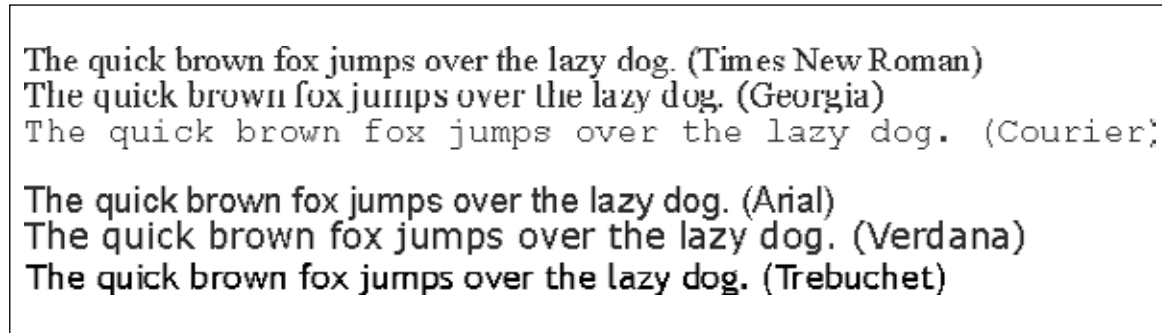 The quick brown fox jumps over the lazy dog. (Times New Roman)
The quick brown fox jumps over the lazy dog. (Georgia)
The quick brown fox jumps over the lazy dog. (Courier)
The quick brown fox jumps over the lazy dog. (Arial)
The quick brown fox jumps over the lazy dog. (Verdana)
The quick brown fox jumps over the lazy dog. (Trebuchet)